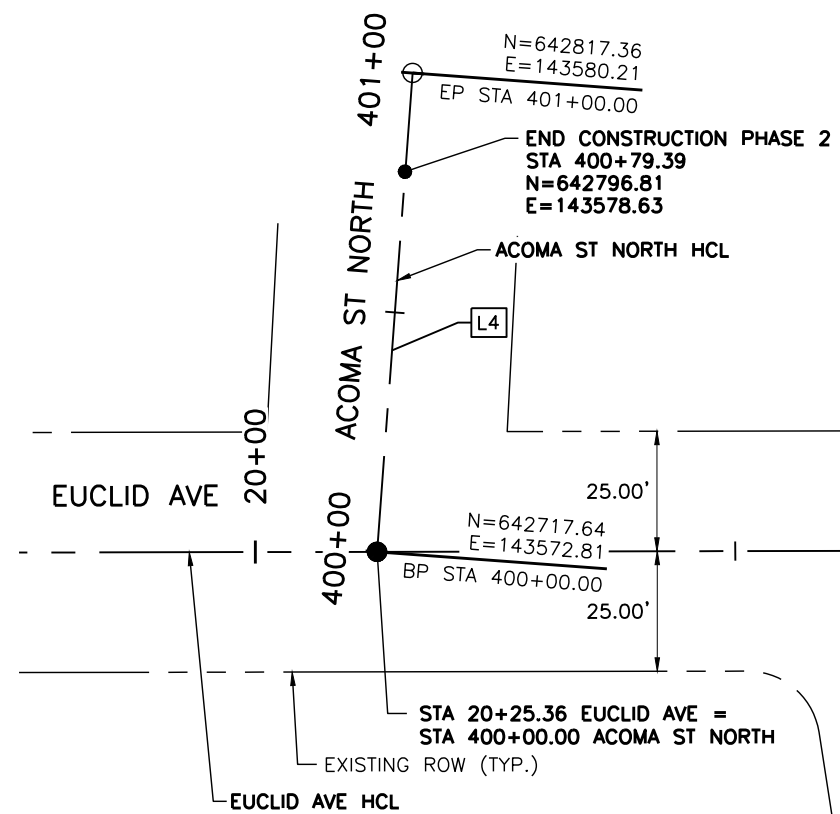 401+00
N=642817.36
E=143580.21
EP STA 401+00.00
END CONSTRUCTION PHASE 2
STA 400+79.39
N=642796.81
E=143578.63
ACOMA ST NORTH HCL
L4
ACOMA ST NORTH
20+00
EUCLID AVE
25.00'
400+00
N=642717.64
E=143572.81
BP STA 400+00.00
25.00'
STA 20+25.36 EUCLID AVE =
STA 400+00.00 ACOMA ST NORTH
EXISTING ROW (TYP.)
EUCLID AVE HCL